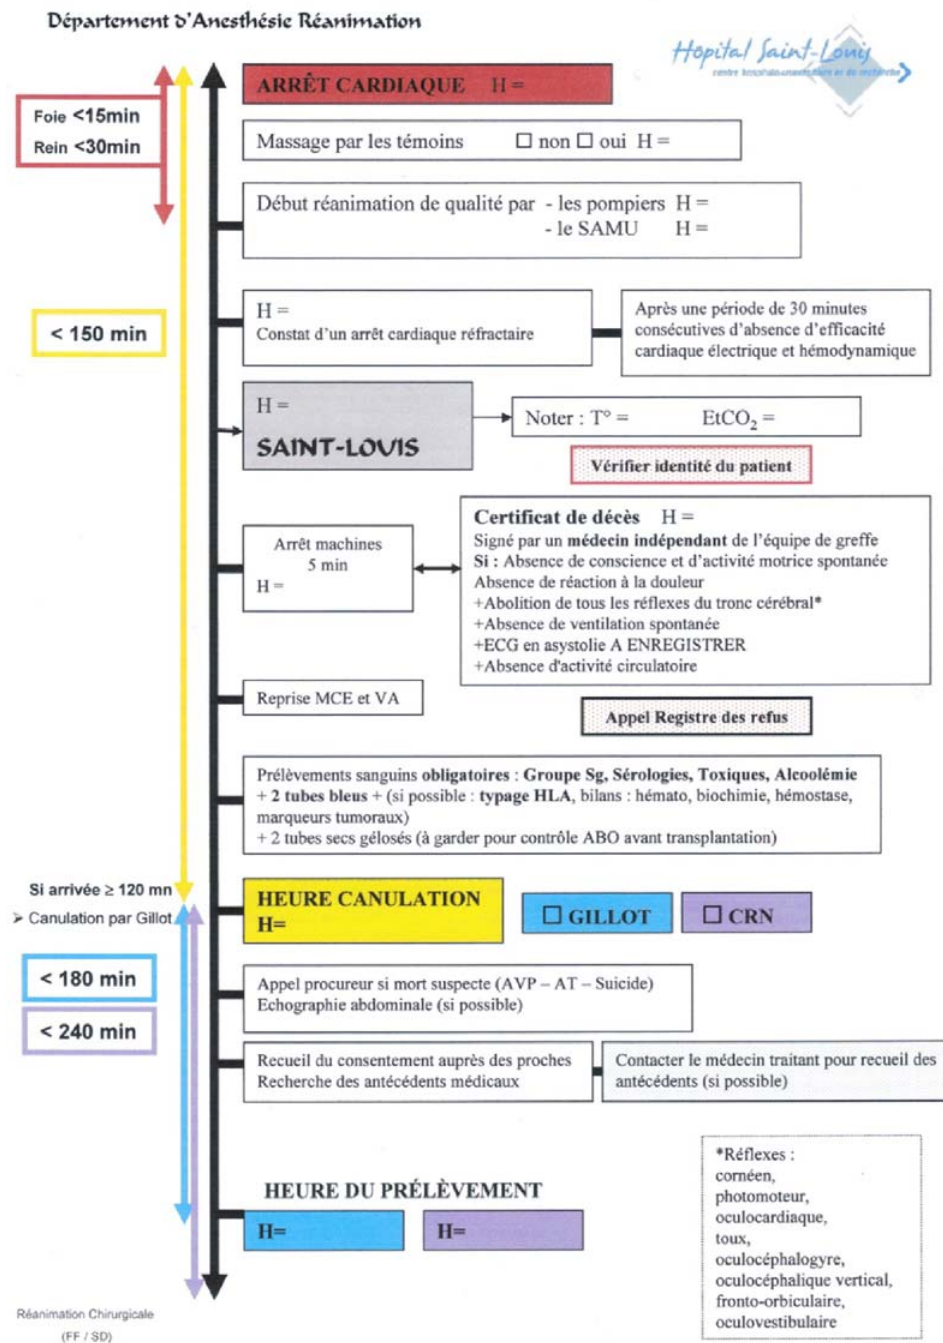 Département d'Anesthésie Réanimation
Hôpital Saint-Louis
centre hospitalo-universitaire et de recherche
ARRÊT CARDIAQUE H =
Foie <15min
Rein <30min
Massage par les témoins □ non □ oui H =
Début réanimation de qualité par - les pompiers H =
- le SAMU H =
< 150 min
H =
Constat d'un arrêt cardiaque réfractaire
Après une période de 30 minutes
consécutives d'absence d'efficacité
cardiaque électrique et hémodynamique
H =
SAINT-LOUIS
Noter : T° = EtCO₂ =
Vérifier identité du patient
Arrêt machines
5 min
H =
Certificat de décès H =
Signé par un médecin indépendant de l'équipe de greffe
Si : Absence de conscience et d'activité motrice spontanée
Absence de réaction à la douleur
+Abolition de tous les réflexes du tronc cérébral*
+Absence de ventilation spontanée
+ECG en asystolie A ENREGISTRER
+Absence d'activité circulatoire
Reprise MCE et VA
Appel Registre des refus
Prélèvements sanguins obligatoires : Groupe Sg, Sérologies, Toxiques, Alcoolémie
+ 2 tubes bleus + (si possible : typage HLA, bilans : hémato, biochimie, hémostase,
marqueurs tumoraux)
+ 2 tubes secs gélosés (à garder pour contrôle ABO avant transplantation)
Si arrivée ≥ 120 mn
➢ Canulation par Gillot
HEURE CANULATION
H=
□ GILLOT
□ CRN
< 180 min
< 240 min
Appel procureur si mort suspecte (AVP – AT – Suicide)
Echographie abdominale (si possible)
Recueil du consentement auprès des proches
Recherche des antécédents médicaux
Contacter le médecin traitant pour recueil des
antécédents (si possible)
HEURE DU PRÉLÈVEMENT
H=
H=
*Réflexes :
cornéen,
photomoteur,
oculocardiaque,
toux,
oculocéphalogyre,
oculocéphalique vertical,
fronto-orbiculaire,
oculovestibulaire
Réanimation Chirurgicale
(FF / SD)